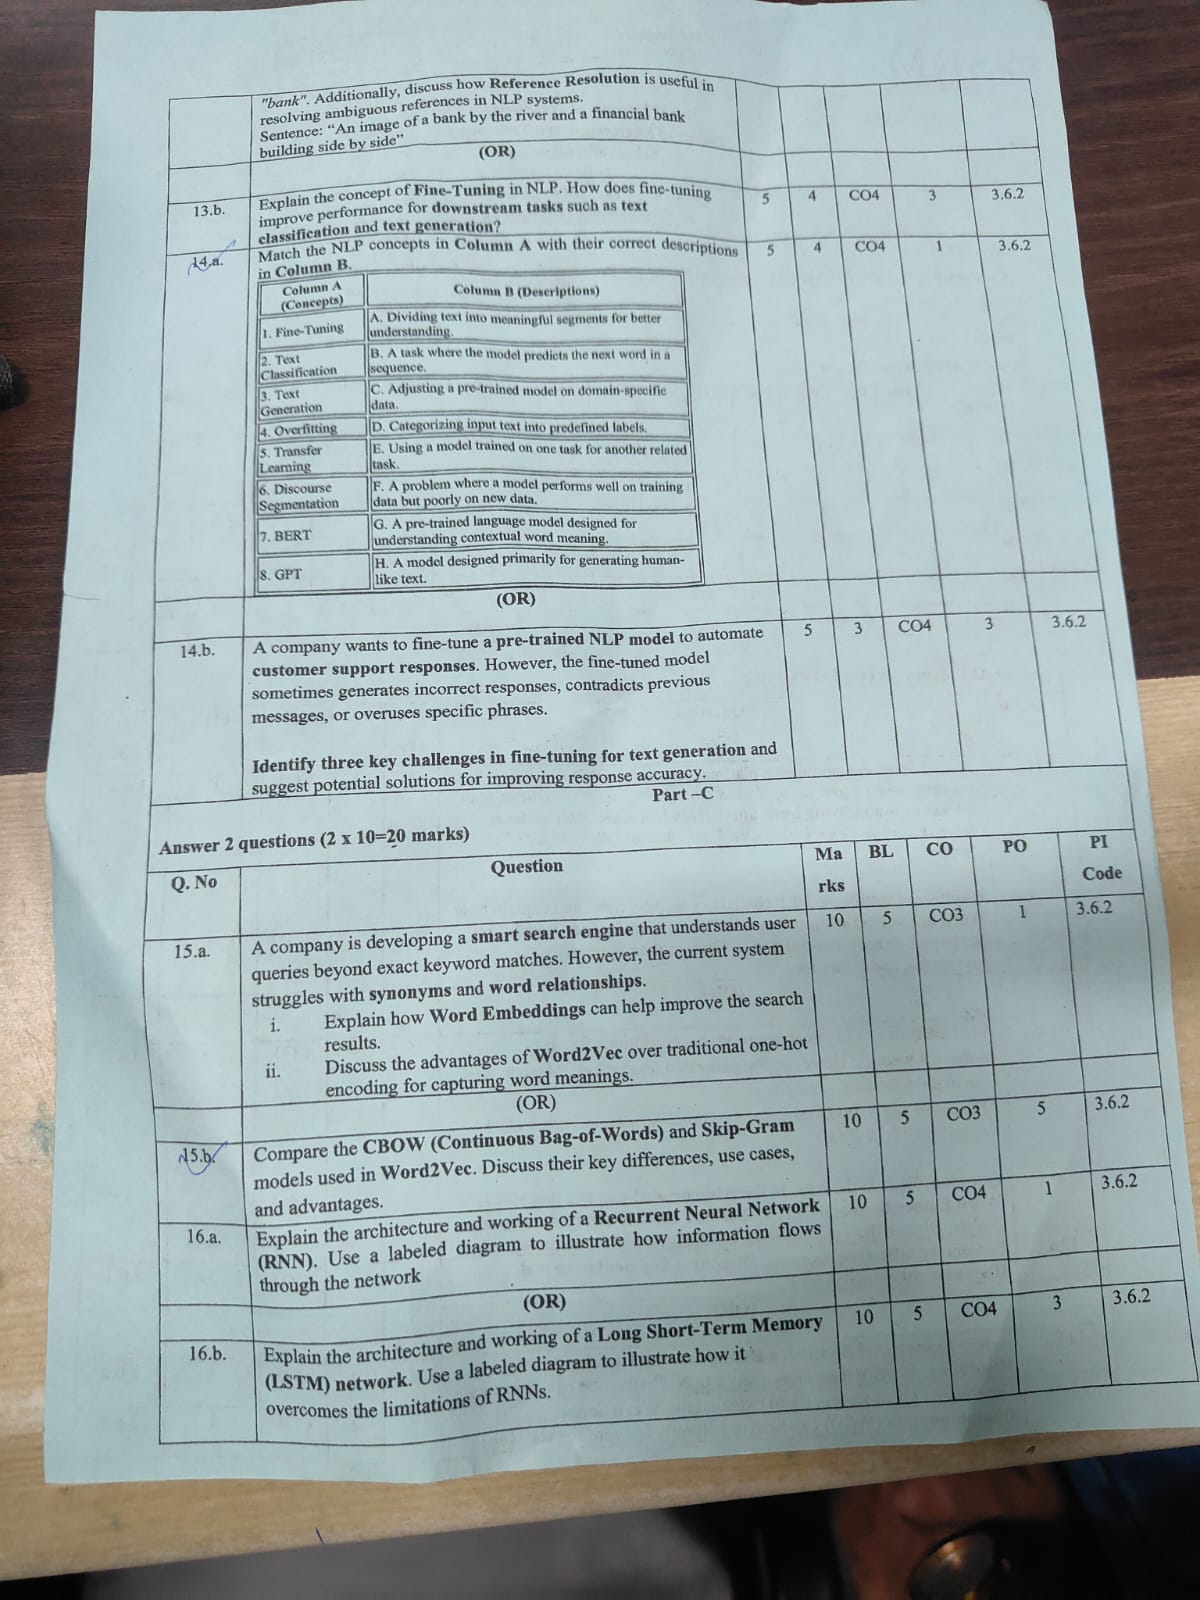 "bank". Additionally, discuss how Reference Resolution is useful in
resolving ambiguous references in NLP systems.
Sentence: “An image of a bank by the river and a financial bank
building side by side”
(OR)
13.b. Explain the concept of Fine-Tuning in NLP. How does fine-tuning 5 4 CO4 3 3.6.2
improve performance for downstream tasks such as text
classification and text generation?
14.a. Match the NLP concepts in Column A with their correct descriptions 5 4 CO4 1 3.6.2
in Column B.
Column A Column B (Descriptions)
(Concepts)
1. Fine-Tuning A. Dividing text into meaningful segments for better
understanding.
2. Text B. A task where the model predicts the next word in a
Classification sequence.
3. Text C. Adjusting a pre-trained model on domain-specific
Generation data.
4. Overfitting D. Categorizing input text into predefined labels.
5. Transfer E. Using a model trained on one task for another related
Learning task.
6. Discourse F. A problem where a model performs well on training
Segmentation data but poorly on new data.
7. BERT G. A pre-trained language model designed for
understanding contextual word meaning.
8. GPT H. A model designed primarily for generating human-
like text.
(OR)
14.b. A company wants to fine-tune a pre-trained NLP model to automate 5 3 CO4 3 3.6.2
customer support responses. However, the fine-tuned model
sometimes generates incorrect responses, contradicts previous
messages, or overuses specific phrases.
Identify three key challenges in fine-tuning for text generation and
suggest potential solutions for improving response accuracy.
Part –C
Answer 2 questions (2 x 10=20 marks)
Q. No Question Ma BL CO PO PI
rks Code
15.a. A company is developing a smart search engine that understands user 10 5 CO3 1 3.6.2
queries beyond exact keyword matches. However, the current system
struggles with synonyms and word relationships.
i. Explain how Word Embeddings can help improve the search
results.
ii. Discuss the advantages of Word2Vec over traditional one-hot
encoding for capturing word meanings.
(OR)
15.b. Compare the CBOW (Continuous Bag-of-Words) and Skip-Gram 10 5 CO3 5 3.6.2
models used in Word2Vec. Discuss their key differences, use cases,
and advantages.
16.a. Explain the architecture and working of a Recurrent Neural Network 10 5 CO4 1 3.6.2
(RNN). Use a labeled diagram to illustrate how information flows
through the network
(OR)
16.b. Explain the architecture and working of a Long Short-Term Memory 10 5 CO4 3 3.6.2
(LSTM) network. Use a labeled diagram to illustrate how it
overcomes the limitations of RNNs.